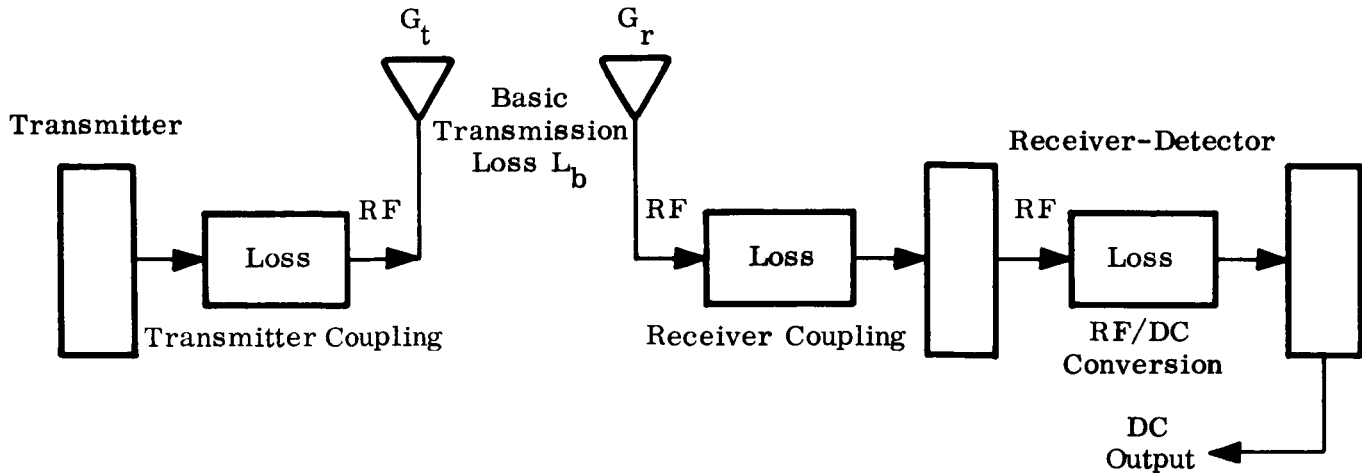 G_t
G_r
Transmitter
Basic
Transmission
Loss L_b
Receiver-Detector
RF
RF
RF
Loss
Loss
Loss
Transmitter Coupling
Receiver Coupling
RF/DC
Conversion
DC
Output